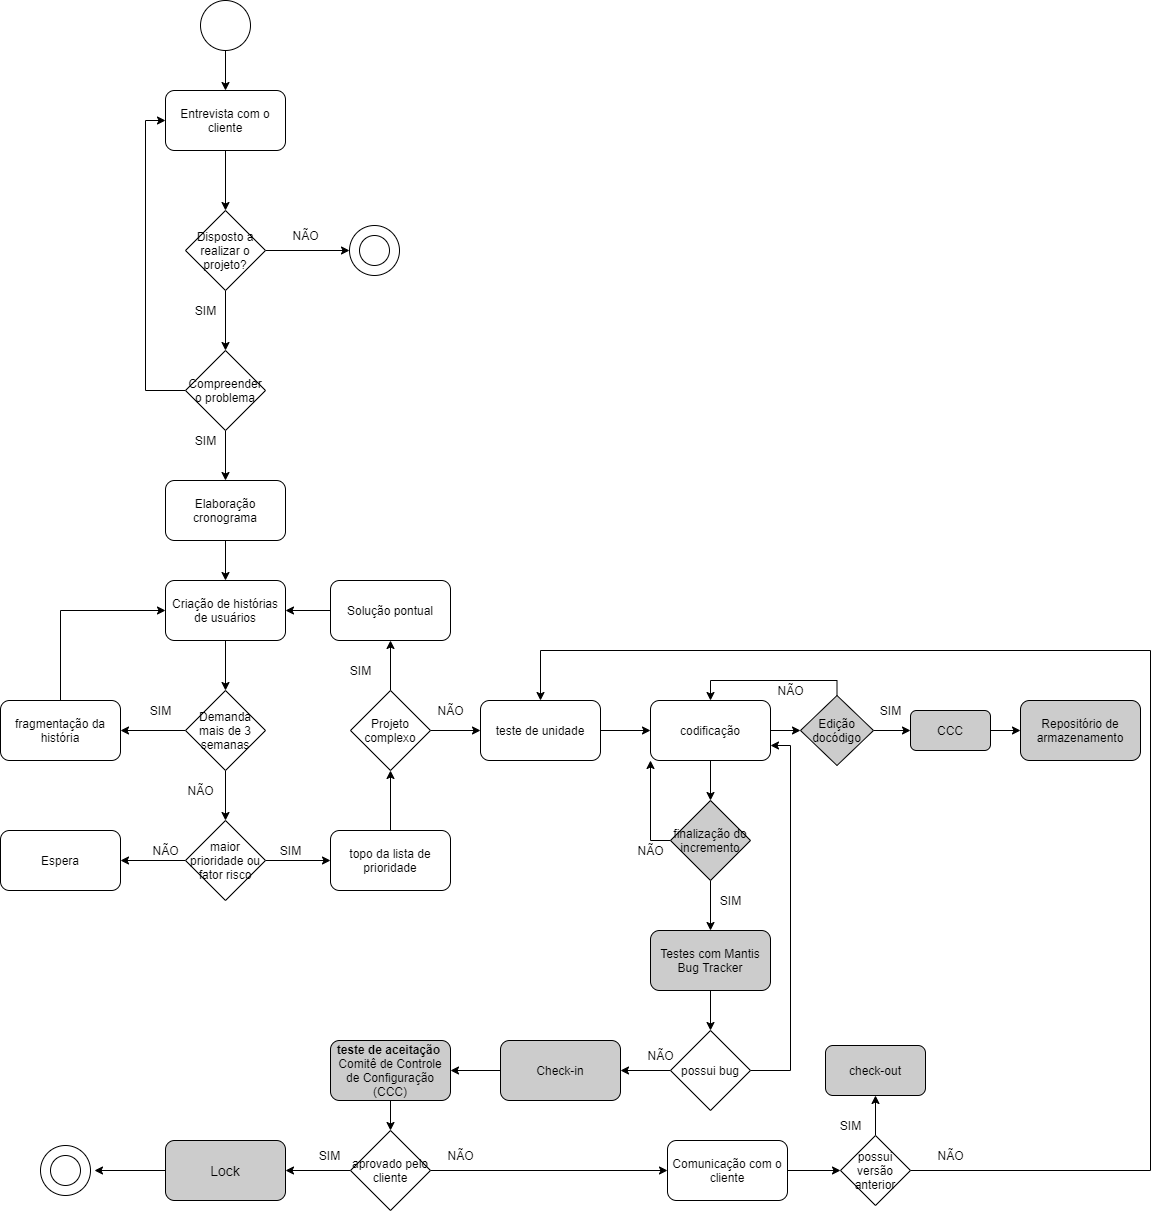 Entrevista com o
cliente
Disposto a
realizar o
projeto?
NÃO
SIM
Compreender
o problema
SIM
Elaboração
cronograma
Criação de histórias
de usuários
Solução pontual
SIM
fragmentação da
história
SIM
Demanda
mais de 3
semanas
Projeto
complexo
NÃO
teste de unidade
codificação
NÃO
Edição
docódigo
SIM
CCC
Repositório de
armazenamento
NÃO
Espera
NÃO
maior
prioridade ou
fator risco
SIM
topo da lista de
prioridade
finalização do
incremento
NÃO
SIM
Testes com Mantis
Bug Tracker
teste de aceitação
Comitê de Controle
de Configuração
(CCC)
Check-in
NÃO
possui bug
check-out
SIM
Lock
SIM
aprovado pelo
cliente
NÃO
Comunicação com o
cliente
possui
versão
anterior
NÃO